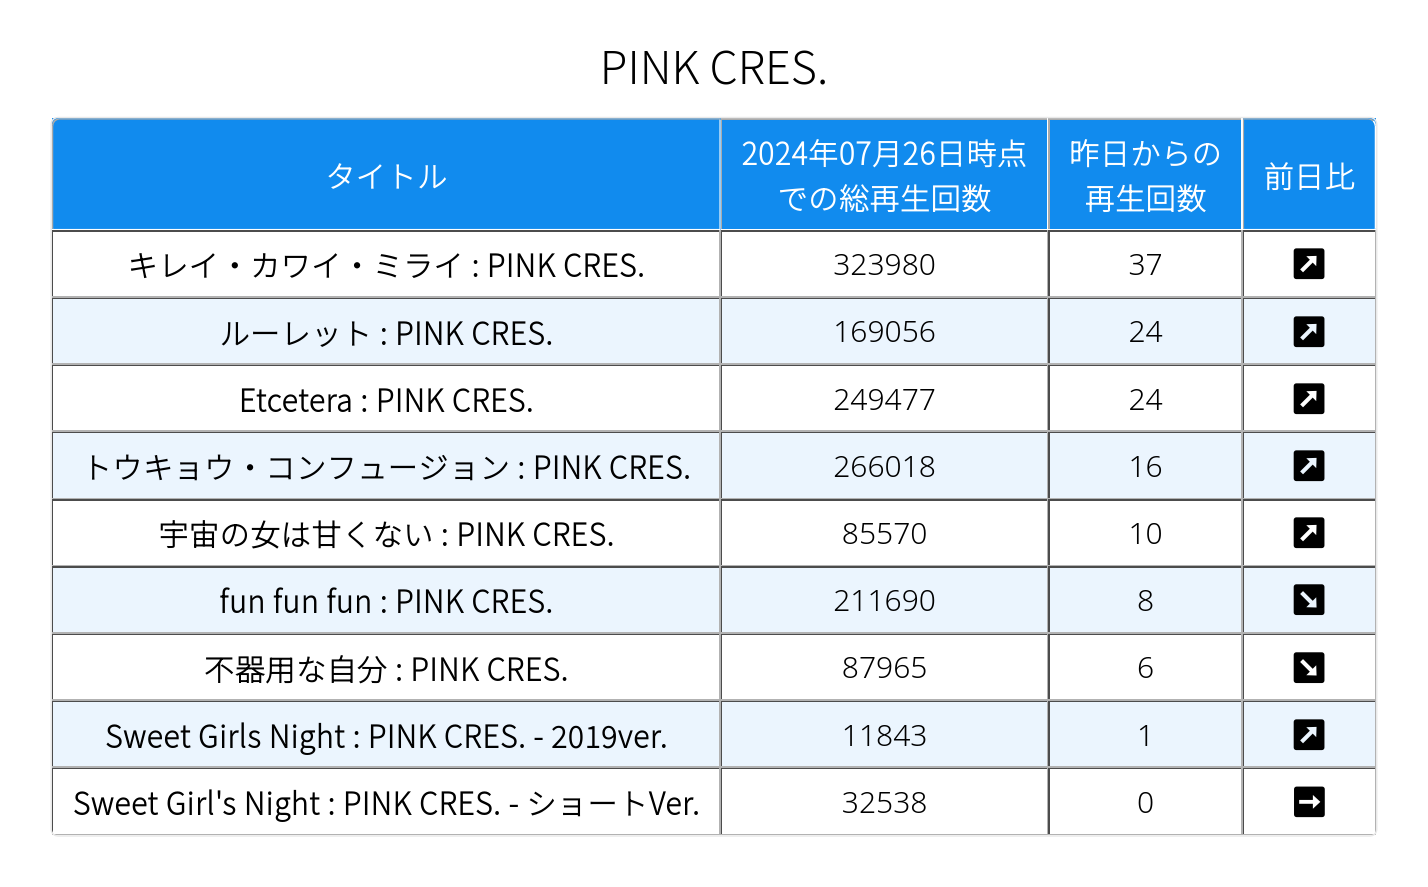 PINK CRES.
タイトル 2024年07月26日時点での総再生回数 昨日からの再生回数 前日比
キレイ・カワイ・ミライ : PINK CRES. 323980 37 ↗
ルーレット : PINK CRES. 169056 24 ↗
Etcetera : PINK CRES. 249477 24 ↗
トウキョウ・コンフュージョン : PINK CRES. 266018 16 ↗
宇宙の女は甘くない : PINK CRES. 85570 10 ↗
fun fun fun : PINK CRES. 211690 8 ↘
不器用な自分 : PINK CRES. 87965 6 ↘
Sweet Girls Night : PINK CRES. - 2019ver. 11843 1 ↗
Sweet Girl's Night : PINK CRES. - ショートVer. 32538 0 →